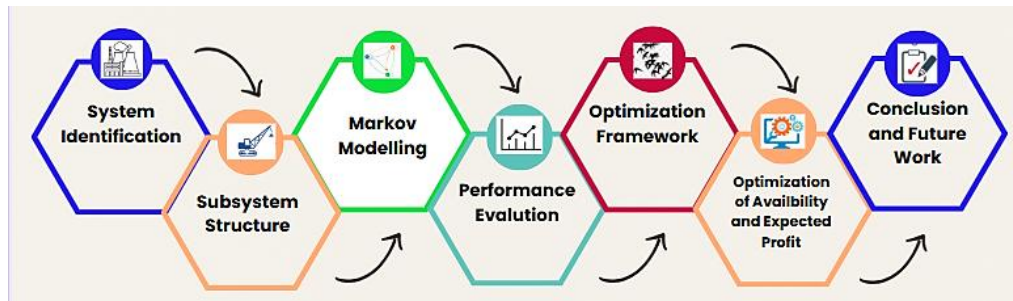 System
Identification
Subsystem
Structure
Markov
Modelling
Performance
Evalution
Optimization
Framework
Optimization
of Availbility
and Expected
Profit
Conclusion
and Future
Work